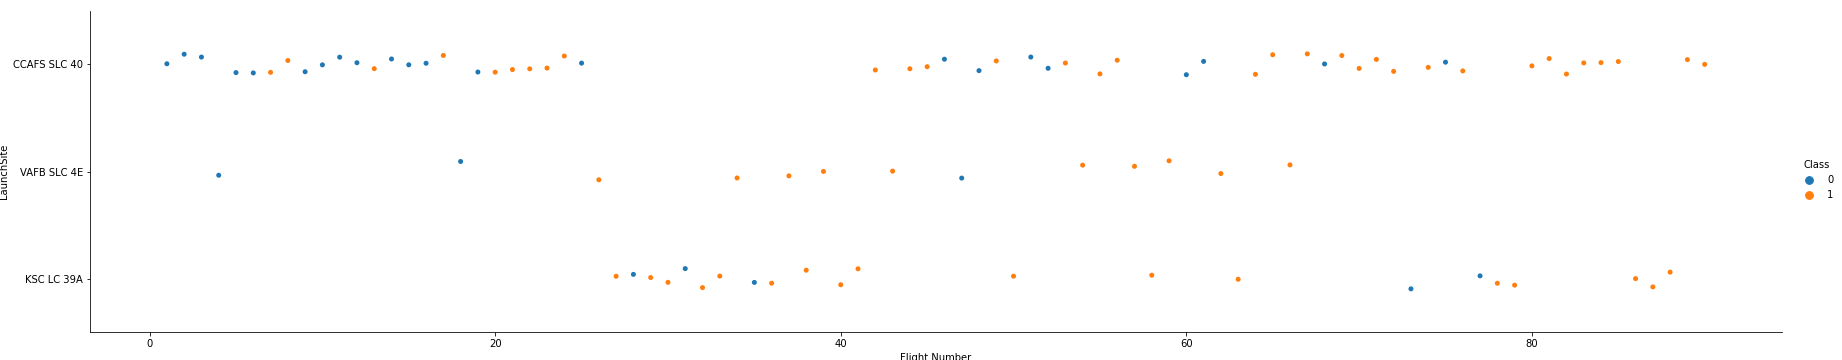 CCAFS SLC 40
VAFB SLC 4E
KSC LC 39A
LaunchSite
0
20
40
60
80
Flight Number
Class
0
1